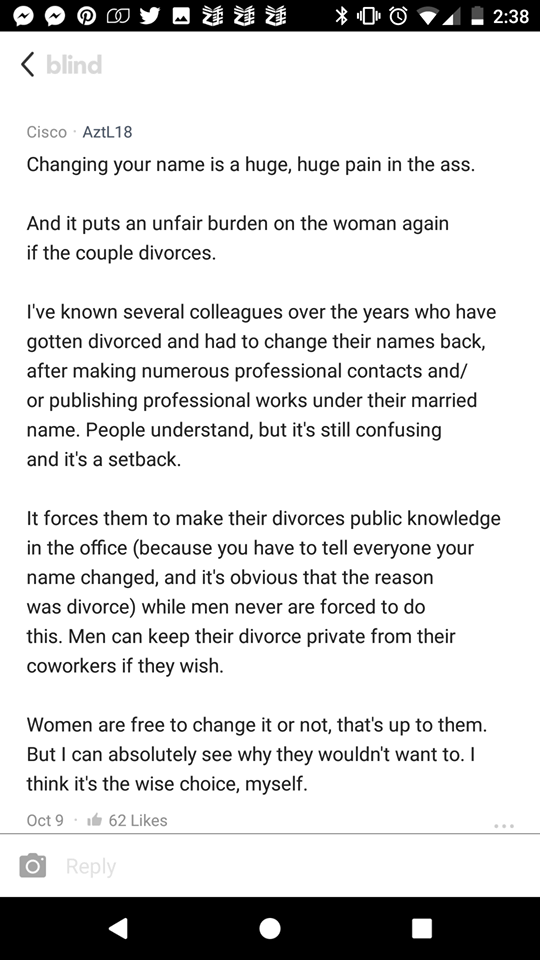 2:38
blind
Cisco · AztL18
Changing your name is a huge, huge pain in the ass.
And it puts an unfair burden on the woman again
if the couple divorces.
I've known several colleagues over the years who have
gotten divorced and had to change their names back,
after making numerous professional contacts and/
or publishing professional works under their married
name. People understand, but it's still confusing
and it's a setback.
It forces them to make their divorces public knowledge
in the office (because you have to tell everyone your
name changed, and it's obvious that the reason
was divorce) while men never are forced to do
this. Men can keep their divorce private from their
coworkers if they wish.
Women are free to change it or not, that's up to them.
But I can absolutely see why they wouldn't want to. I
think it's the wise choice, myself.
Oct 9 · 62 Likes
Reply